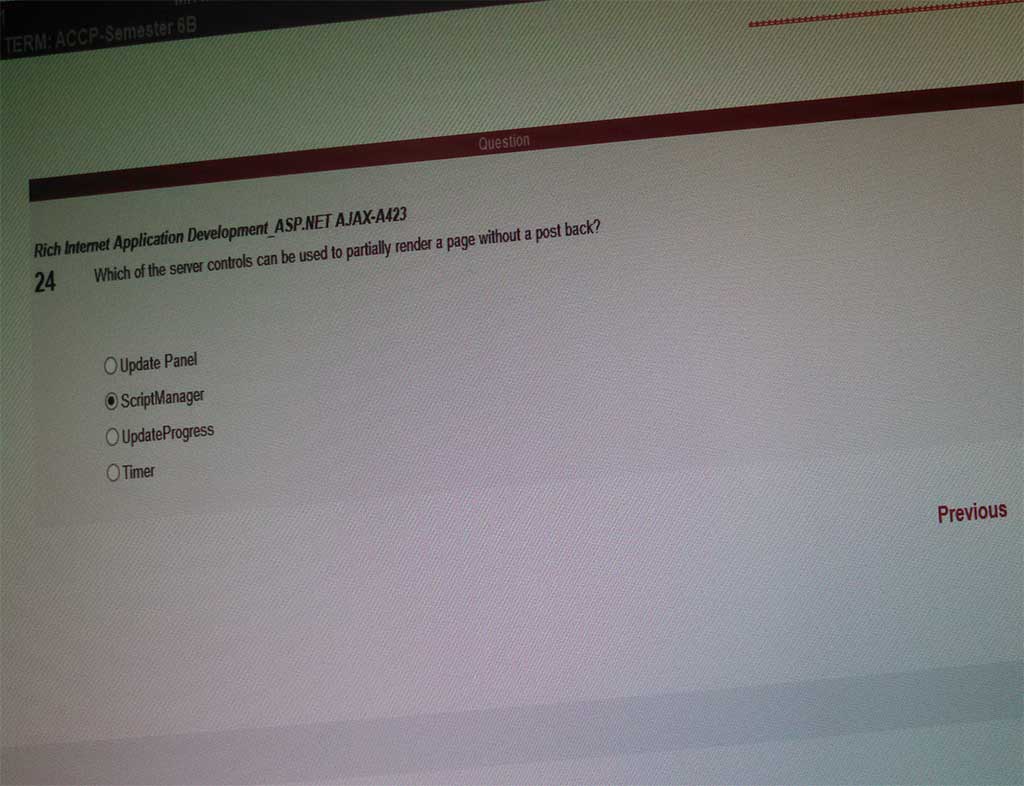 TERM: ACCP-Semester 6B
Question
Rich Internet Application Development_ASP.NET AJAX-A423
24 Which of the server controls can be used to partially render a page without a post back?
Update Panel
ScriptManager
UpdateProgress
Timer
Previous